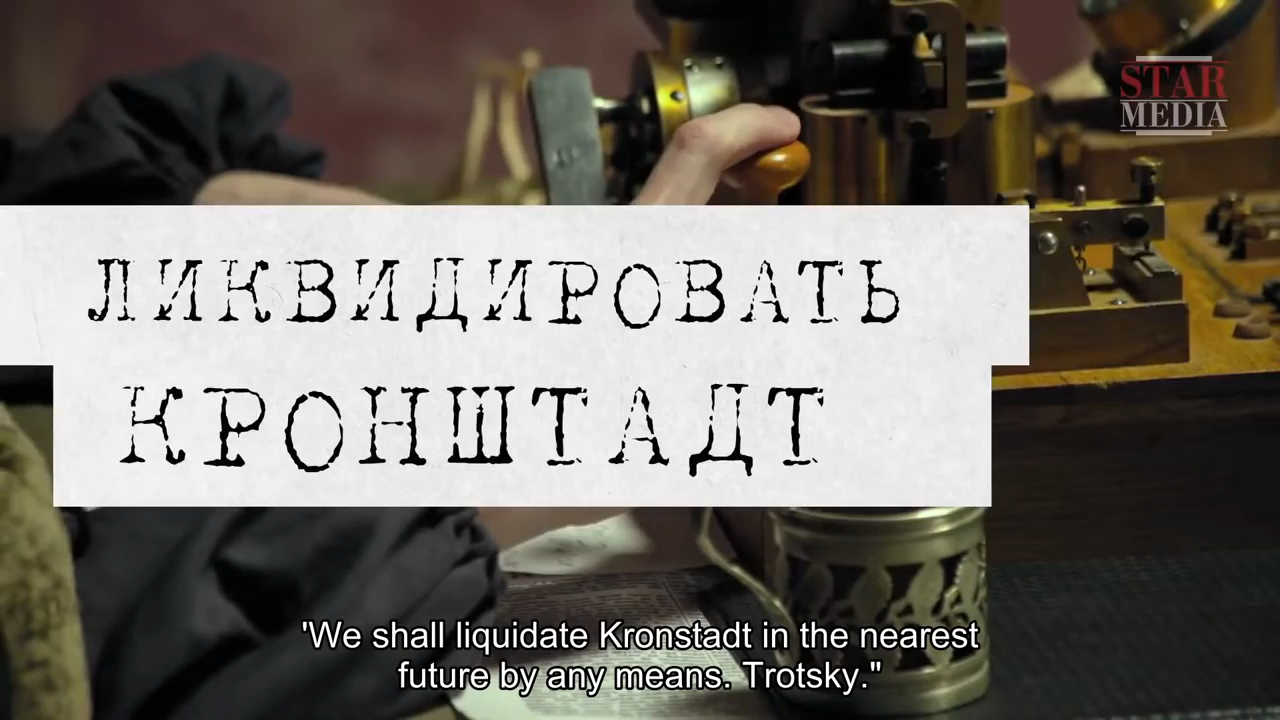 STAR
MEDIA
ЛИКВИДИРОВАТЬ
КРОНШТАДТ
'We shall liquidate Kronstadt in the nearest
future by any means. Trotsky."